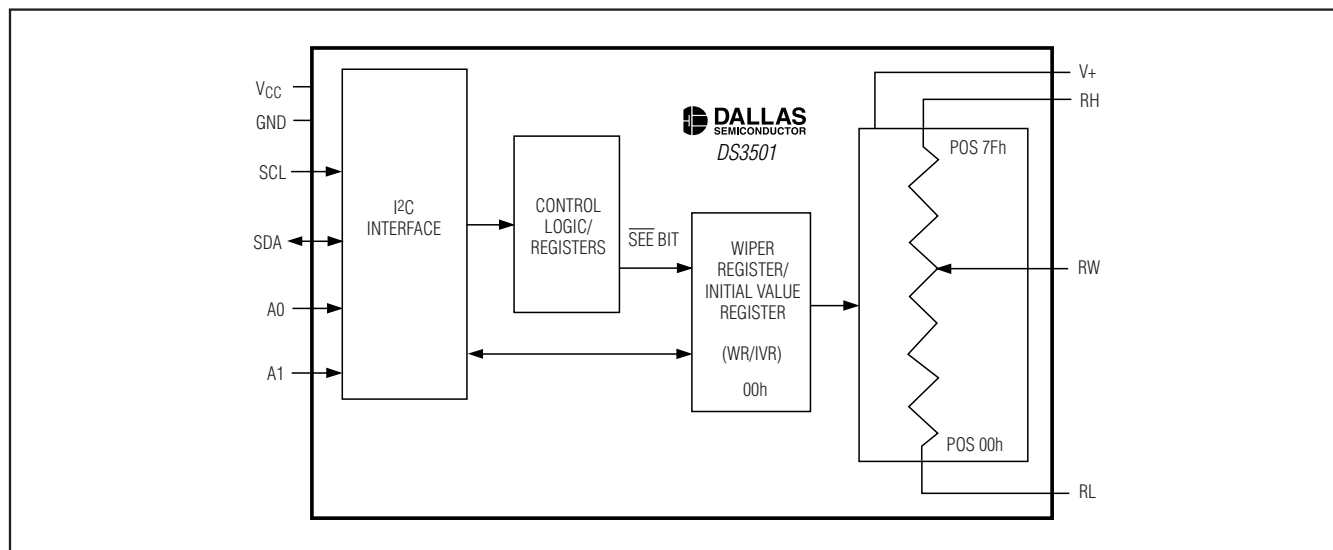 VCC
GND
SCL
SDA
A0
A1
I2C
INTERFACE
CONTROL
LOGIC/
REGISTERS
SEE BIT
DALLAS
SEMICONDUCTOR
DS3501
WIPER
REGISTER/
INITIAL VALUE
REGISTER
(WR/IVR)
00h
POS 7Fh
POS 00h
V+
RH
RW
RL